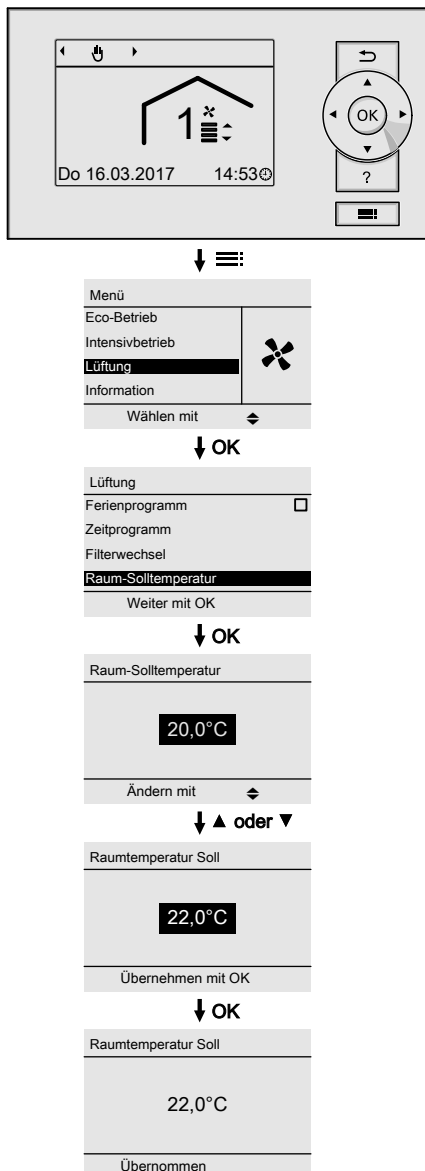 1
Do 16.03.2017 14:53
OK
?
Menü
Eco-Betrieb
Intensivbetrieb
Lüftung
Information
Wählen mit
OK
Lüftung
Ferienprogramm
Zeitprogramm
Filterwechsel
Raum-Solltemperatur
Weiter mit OK
OK
Raum-Solltemperatur
20,0°C
Ändern mit
▲ oder ▼
Raumtemperatur Soll
22,0°C
Übernehmen mit OK
OK
Raumtemperatur Soll
22,0°C
Übernommen